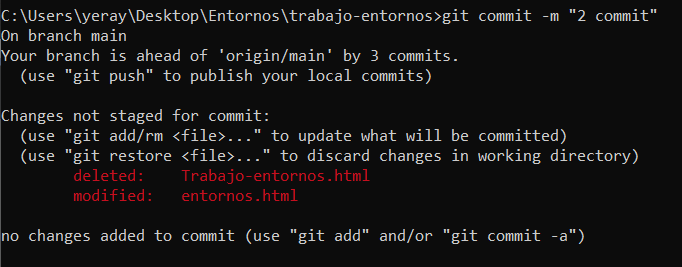 C:\Users\yeray\Desktop\Entornos\trabajo-entornos>git commit -m "2 commit"
On branch main
Your branch is ahead of 'origin/main' by 3 commits.
  (use "git push" to publish your local commits)

Changes not staged for commit:
  (use "git add/rm <file>..." to update what will be committed)
  (use "git restore <file>..." to discard changes in working directory)
        deleted:    Trabajo-entornos.html
        modified:   entornos.html

no changes added to commit (use "git add" and/or "git commit -a")